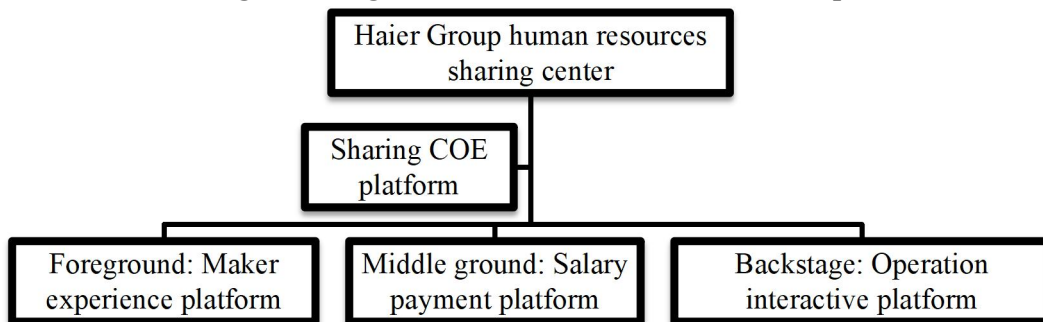 Haier Group human resources
sharing center
Sharing COE
platform
Foreground: Maker
experience platform
Middle ground: Salary
payment platform
Backstage: Operation
interactive platform